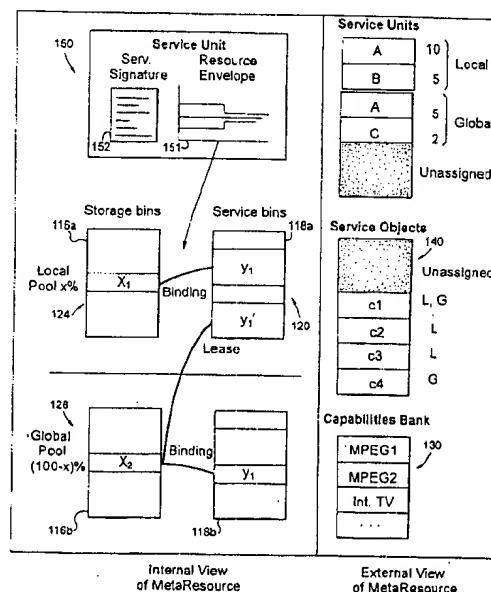 150
Service Unit
Serv. Signature
Resource Envelope
152
151
Storage bins
Service bins
116a
118a
Local Pool x%
124
X1
Binding
y1
y1'
120
Lease
128
Global Pool (100-x)%
X2
Binding
y1
116b
118b
Internal View of MetaResource
Service Units
A 10
B 5
Local
A 5
C 2
Global
Unassigned
Service Objects
140
Unassigned
c1 L, G
c2 L
c3 L
c4 G
Capabilities Bank
MPEG1
MPEG2
Int. TV
. . .
130
External View of MetaResource